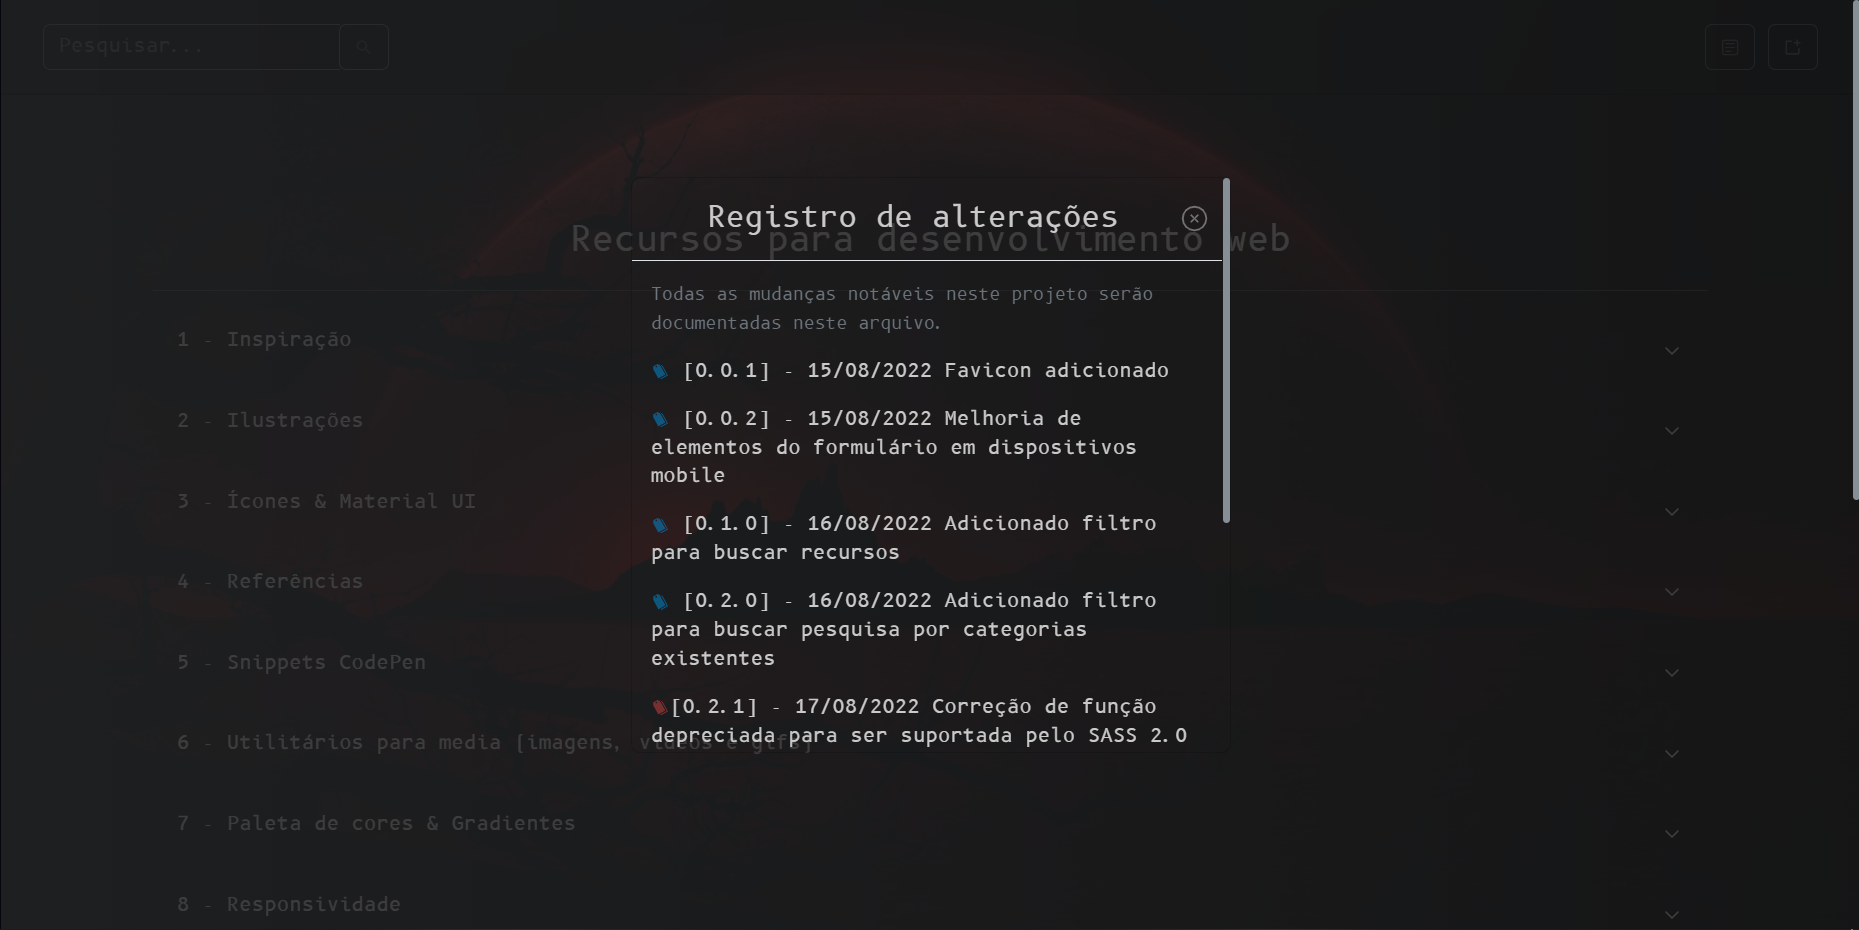 Pesquisar...
Registro de alterações
Recursos para desenvolvimento web
Todas as mudanças notáveis neste projeto serão
documentadas neste arquivo.
[0.0.1] - 15/08/2022 Favicon adicionado
[0.0.2] - 15/08/2022 Melhoria de
elementos do formulário em dispositivos
mobile
[0.1.0] - 16/08/2022 Adicionado filtro
para buscar recursos
[0.2.0] - 16/08/2022 Adicionado filtro
para buscar pesquisa por categorias
existentes
[0.2.1] - 17/08/2022 Correção de função
depreciada para ser suportada pelo SASS 2.0
1 - Inspiração
2 - Ilustrações
3 - Ícones & Material UI
4 - Referências
5 - Snippets CodePen
6 - Utilitários para media [imagens, vídeos e gifs]
7 - Paleta de cores & Gradientes
8 - Responsividade